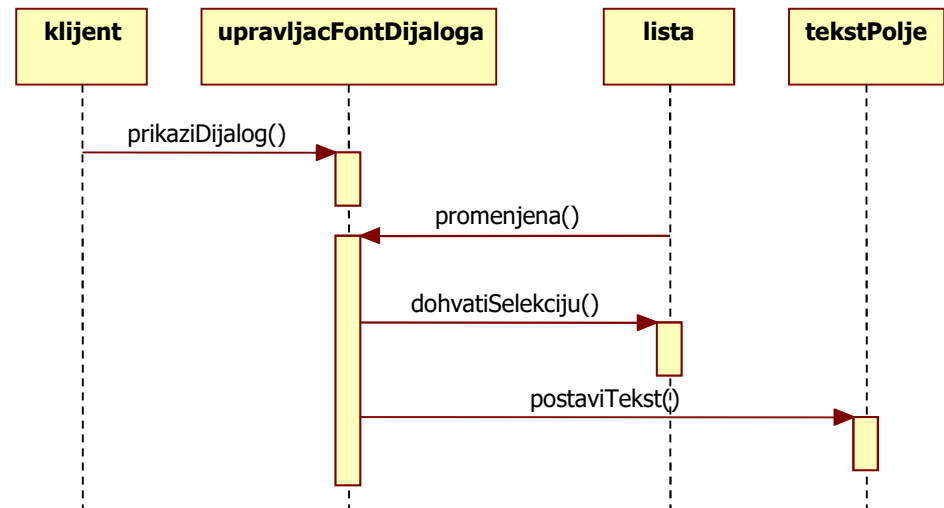 klijent
upravljacFontDijaloga
lista
tekstPolje
prikaziDijalog()
promenjena()
dohvatiSelekciju()
postaviTekst()